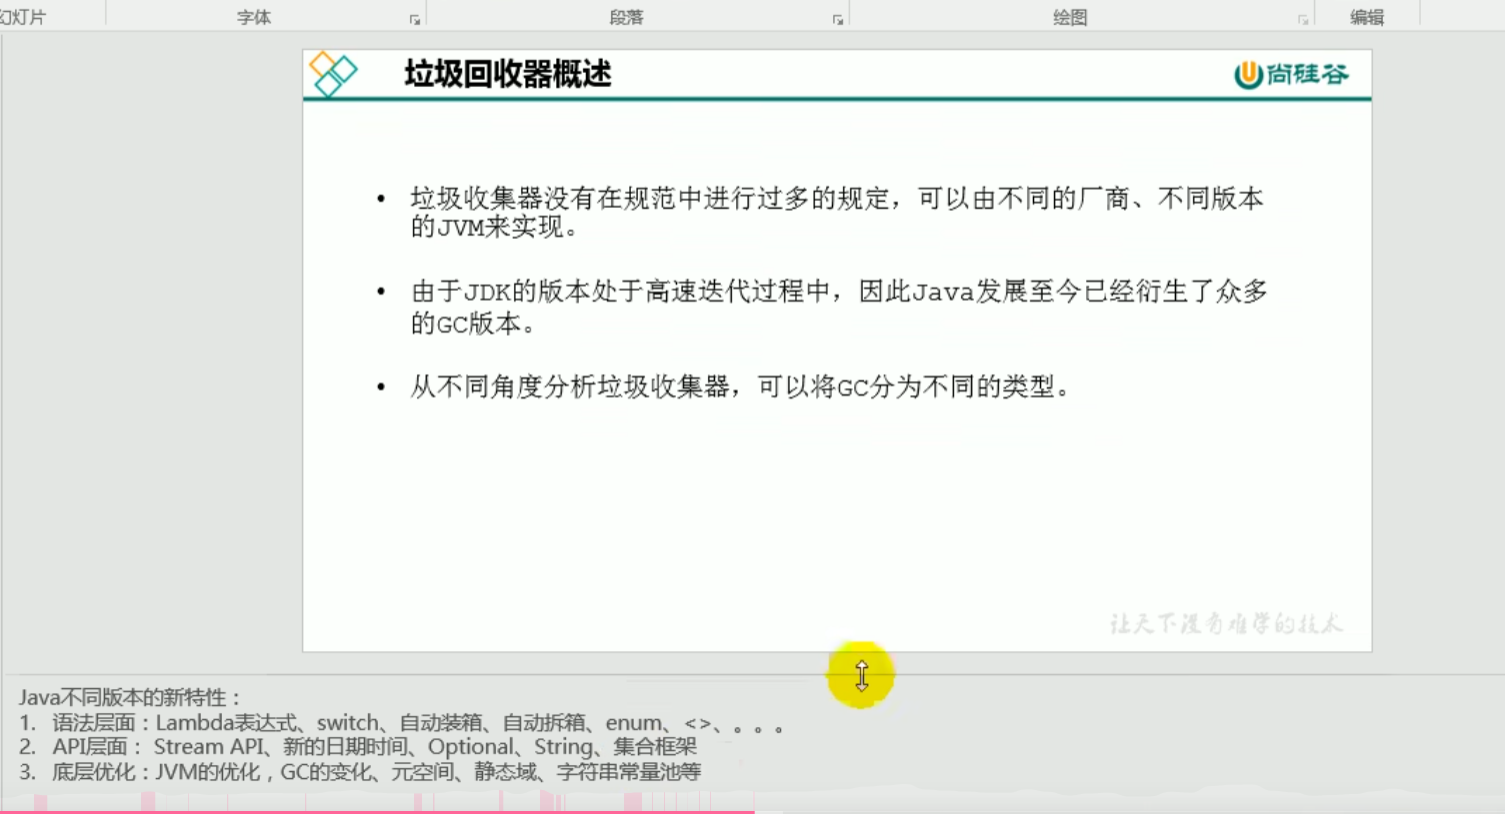 幻灯片
字体
段落
绘图
编辑
垃圾回收器概述
尚硅谷
• 垃圾收集器没有在规范中进行过多的规定，可以由不同的厂商、不同版本
的JVM来实现。
• 由于JDK的版本处于高速迭代过程中，因此Java发展至今已经衍生了众多
的GC版本。
• 从不同角度分析垃圾收集器，可以将GC分为不同的类型。
让天下没有难学的技术
Java不同版本的新特性：
1. 语法层面：Lambda表达式、switch、自动装箱、自动拆箱、enum、<>、。。。
2. API层面： Stream API、新的日期时间、Optional、String、集合框架
3. 底层优化：JVM的优化，GC的变化、元空间、静态域、字符串常量池等